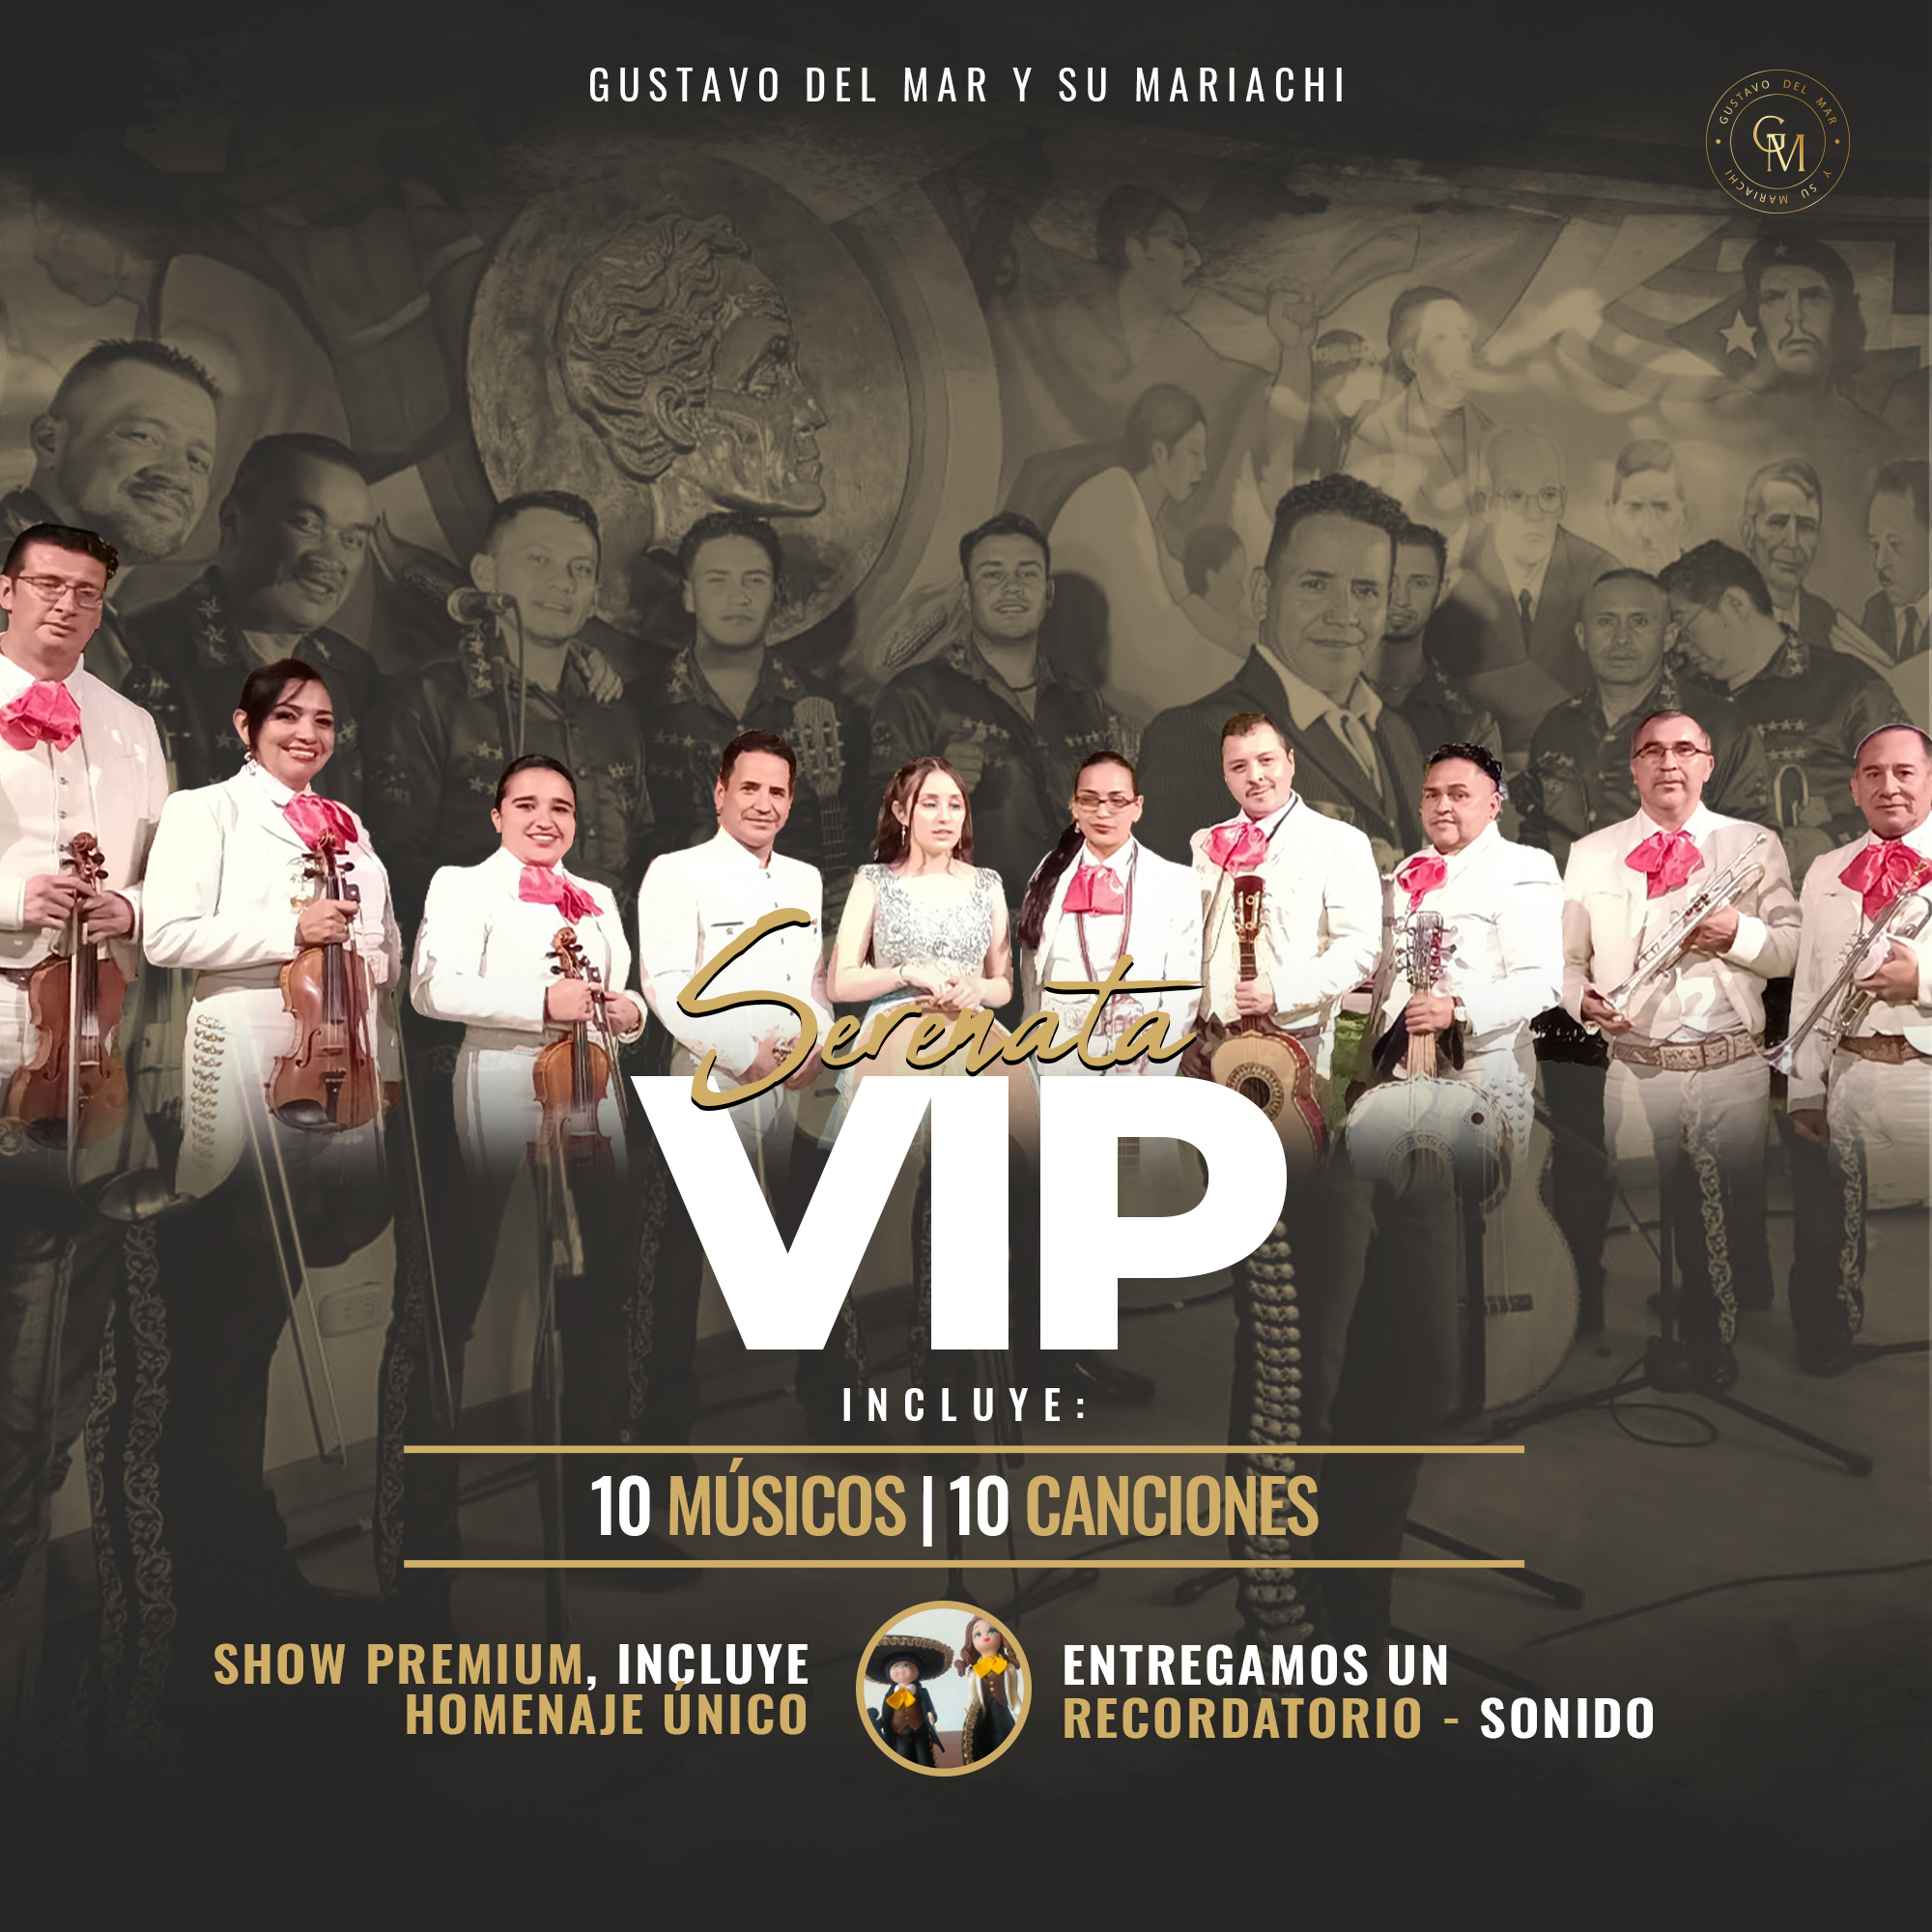 GUSTAVO DEL MAR Y SU MARIACHI
GUSTAVO DEL MAR
GM
Y SU MARIACHI
Serenata
VIP
INCLUYE:
10 MÚSICOS | 10 CANCIONES
SHOW PREMIUM, INCLUYE
HOMENAJE ÚNICO
ENTREGAMOS UN
RECORDATORIO - SONIDO